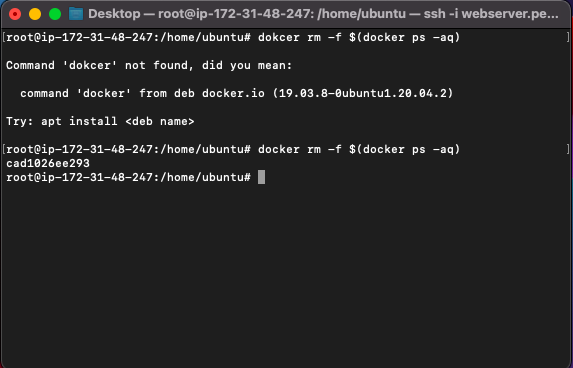 Desktop — root@ip-172-31-48-247: /home/ubuntu — ssh -i webserver.pe...
[root@ip-172-31-48-247:/home/ubuntu# dokcer rm -f $(docker ps -aq) ]
Command 'dokcer' not found, did you mean:
command 'docker' from deb docker.io (19.03.8-0ubuntu1.20.04.2)
Try: apt install <deb name>
[root@ip-172-31-48-247:/home/ubuntu# docker rm -f $(docker ps -aq) ]
cad1026ee293
root@ip-172-31-48-247:/home/ubuntu#